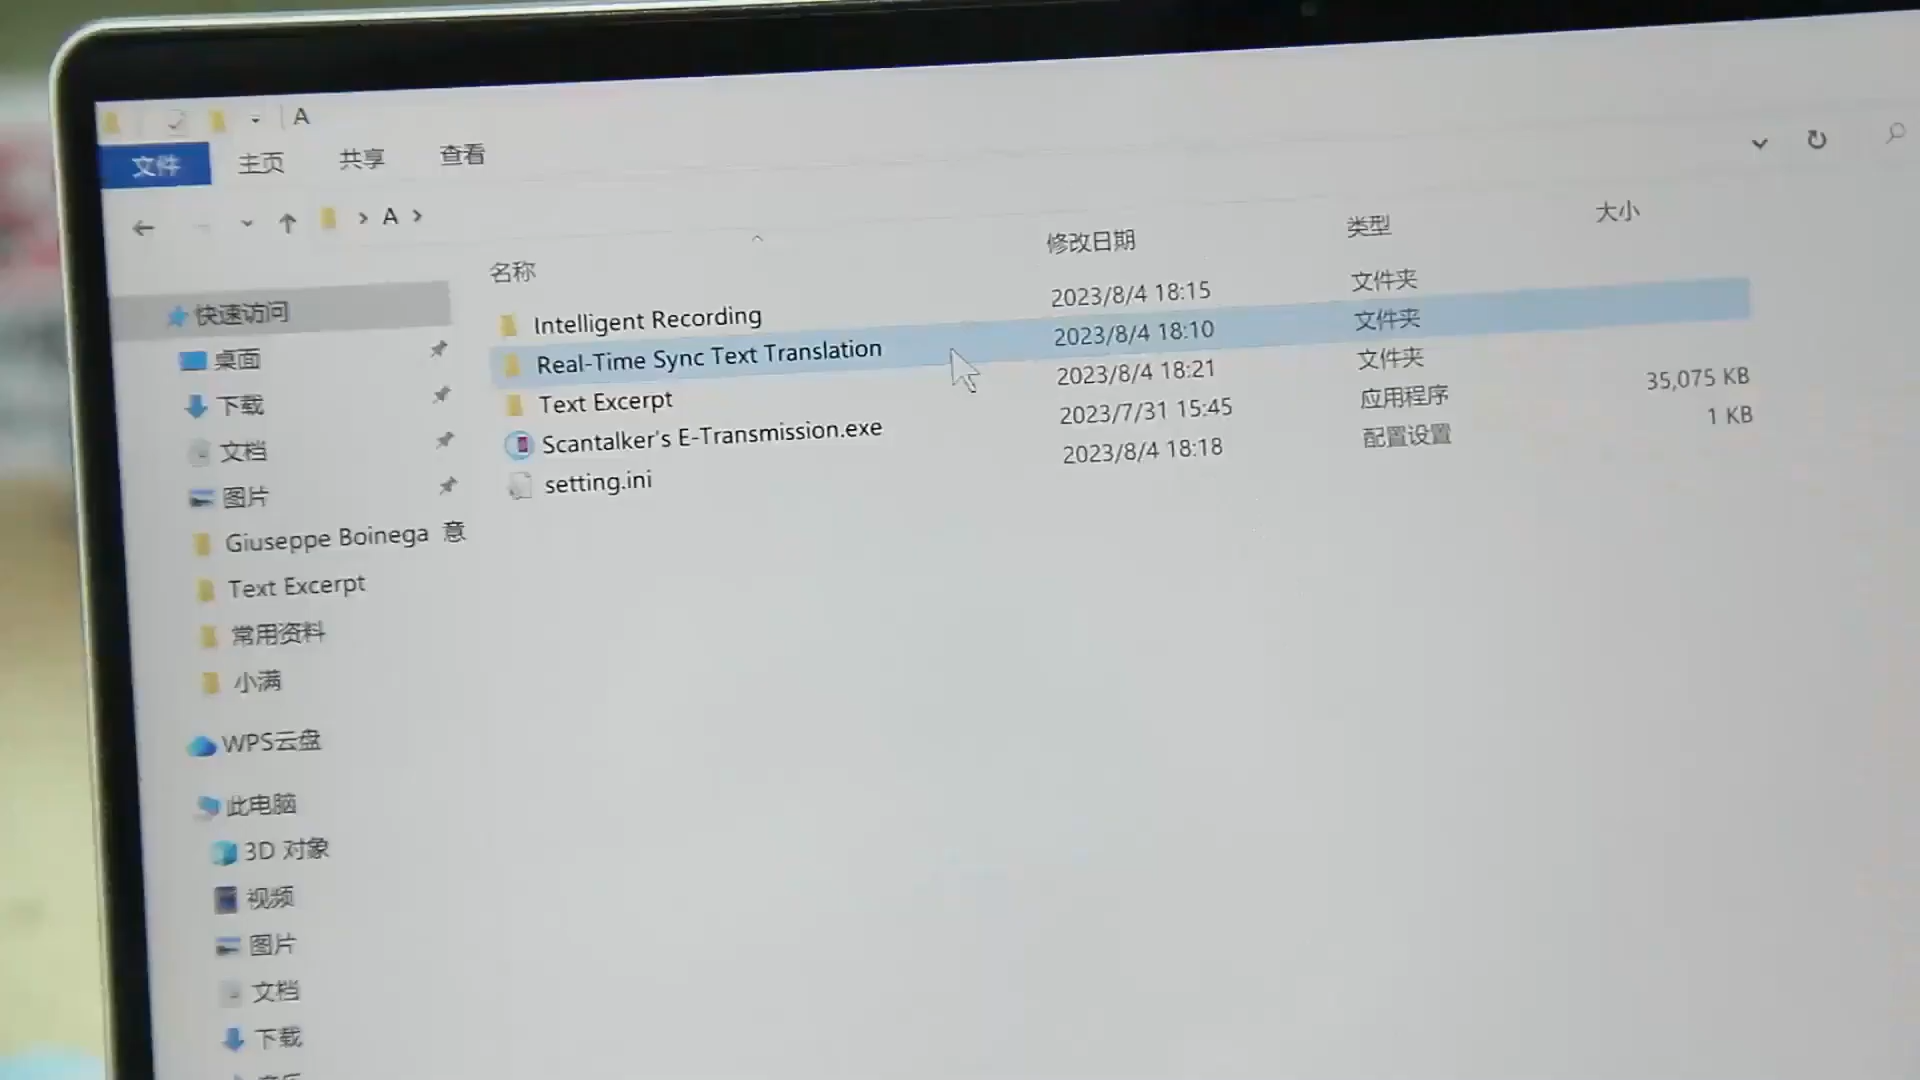 A
文件 主页 共享 查看
A
名称 修改日期 类型 大小
Intelligent Recording 2023/8/4 18:15 文件夹
Real-Time Sync Text Translation 2023/8/4 18:10 文件夹
Text Excerpt 2023/8/4 18:21 文件夹
Scantalker's E-Transmission.exe 2023/7/31 15:45 应用程序 35,075 KB
setting.ini 2023/8/4 18:18 配置设置 1 KB
快速访问
桌面
下载
文档
图片
Giuseppe Boinega 意
Text Excerpt
常用资料
小满
WPS云盘
此电脑
3D 对象
视频
图片
文档
下载